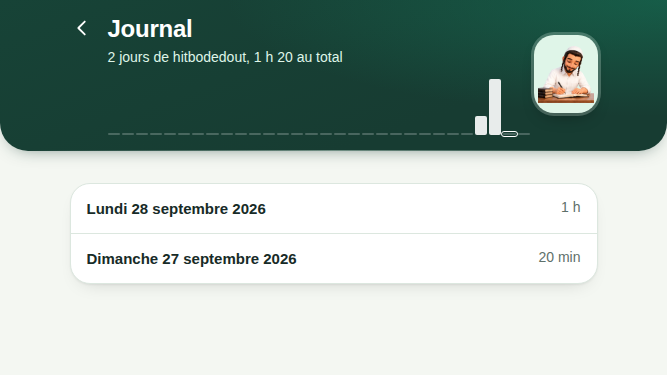 Journal
2 jours de hitbodedout, 1 h 20 au total
Lundi 28 septembre 2026 1 h
Dimanche 27 septembre 2026 20 min